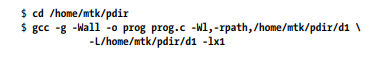 $ cd /home/mtk/pdir
$ gcc -g -Wall -o prog prog.c -Wl,-rpath,/home/mtk/pdir/d1 \
-L/home/mtk/pdir/d1 -lx1